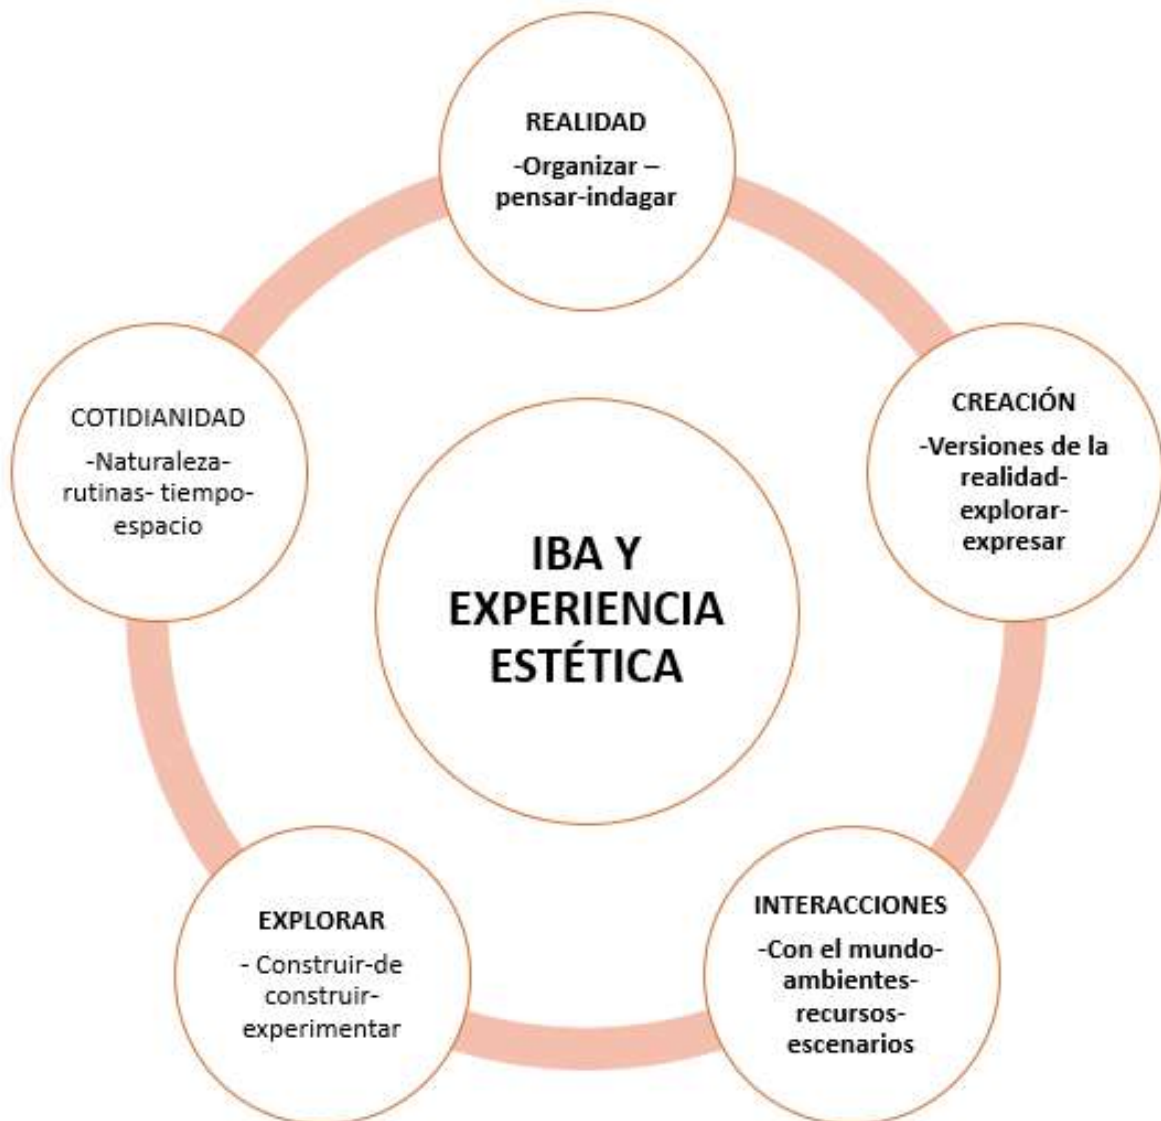 REALIDAD
-Organizar –
pensar-indagar
CREACIÓN
-Versiones de la
realidad-
explorar-
expresar
INTERACCIONES
-Con el mundo-
ambientes-
recursos-
escenarios
EXPLORAR
- Construir-de
construir-
experimentar
COTIDIANIDAD
-Naturaleza-
rutinas- tiempo-
espacio
IBA Y
EXPERIENCIA
ESTÉTICA